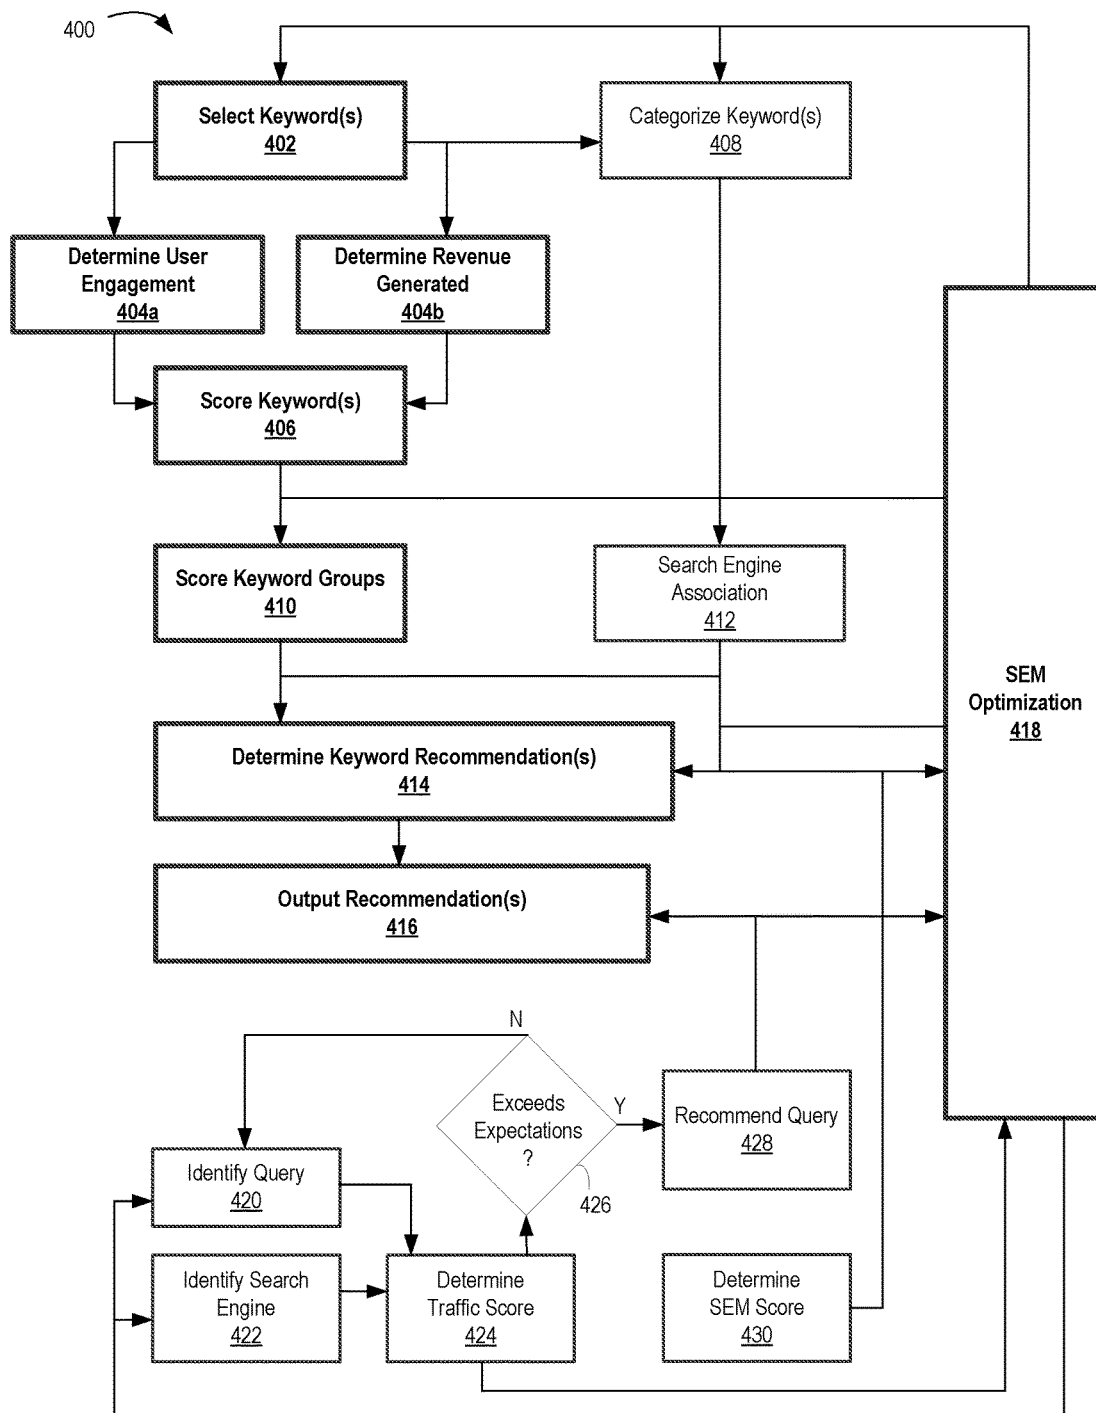 400
Select Keyword(s)
402
Categorize Keyword(s)
408
Determine User
Engagement
404a
Determine Revenue
Generated
404b
Score Keyword(s)
406
Score Keyword Groups
410
Search Engine
Association
412
SEM
Optimization
418
Determine Keyword Recommendation(s)
414
Output Recommendation(s)
416
N
Exceeds
Expectations
?
Y
426
Recommend Query
428
Identify Query
420
Identify Search
Engine
422
Determine
Traffic Score
424
Determine
SEM Score
430